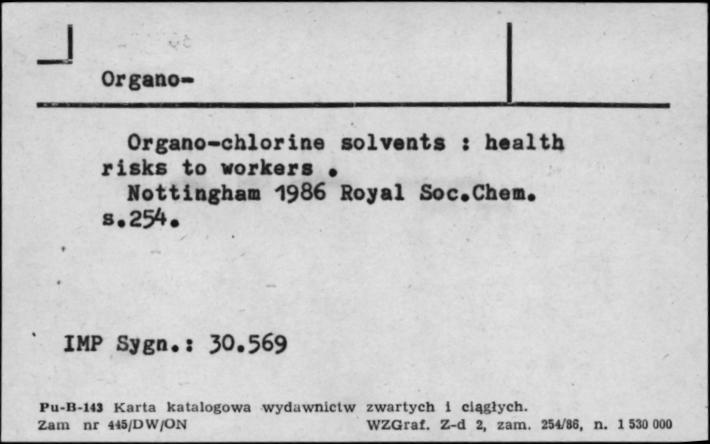 Organo-
Organo-chlorine solvents : health
risks to workers .
Nottingham 1986 Royal Soc.Chem.
s.254.
IMP Sygn.: 30.569
Pu-B-143 Karta katalogowa wydawnictw zwartych i ciągłych.
Zam nr 445/DW/ON WZGraf. Z-d 2, zam. 254/86, n. 1 530 000